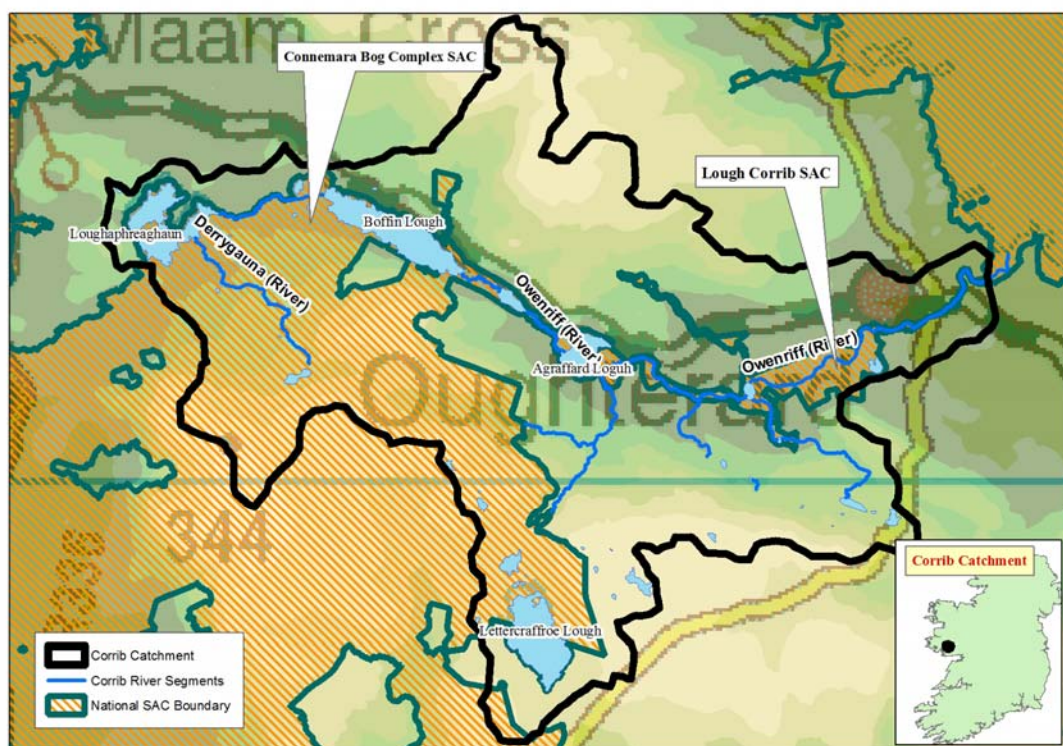 Maam Cross
Connemara Bog Complex SAC
Lough Corrib SAC
Loughaphreaghaun
Boffin Lough
Derrygauna (River)
Owenriff (River)
Agraffard Loguh
Owenriff (River)
Oughterard
344
Lettercraffroe Lough
Corrib Catchment
Corrib River Segments
National SAC Boundary
Corrib Catchment